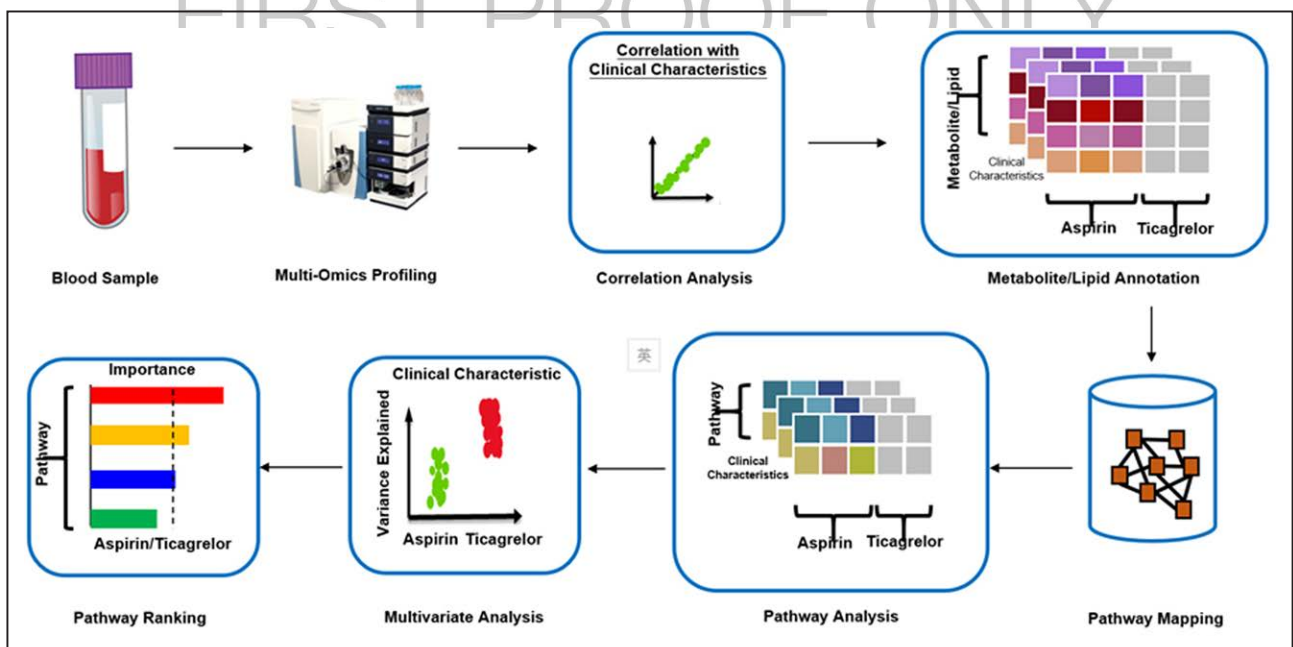 FIRST PROOF ONLY
Correlation with
Clinical Characteristics
Metabolite/Lipid
Clinical
Characteristics
Aspirin Ticagrelor
Blood Sample
Multi-Omics Profiling
Correlation Analysis
Metabolite/Lipid Annotation
英
Importance
Pathway
Aspirin/Ticagrelor
Clinical Characteristic
Variance Explained
Aspirin Ticagrelor
Pathway
Clinical
Characteristics
Aspirin Ticagrelor
Pathway Ranking
Multivariate Analysis
Pathway Analysis
Pathway Mapping